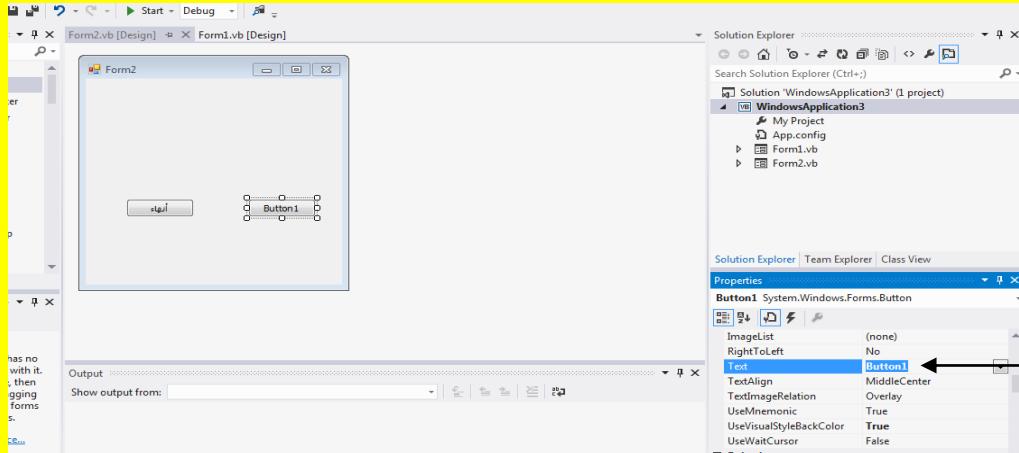 Start
Debug
Form2.vb [Design]
Form1.vb [Design]
Form2
أنهاء
Button1
Output
Show output from:
has no
with it.
, then
gging
forms
s.
ce...
er
r
p
Solution Explorer
Search Solution Explorer (Ctrl+;)
Solution 'WindowsApplication3' (1 project)
VB WindowsApplication3
My Project
App.config
Form1.vb
Form2.vb
Solution Explorer Team Explorer Class View
Properties
Button1 System.Windows.Forms.Button
ImageList (none)
RightToLeft No
Text Button1
TextAlign MiddleCenter
TextImageRelation Overlay
UseMnemonic True
UseVisualStyleBackColor True
UseWaitCursor False